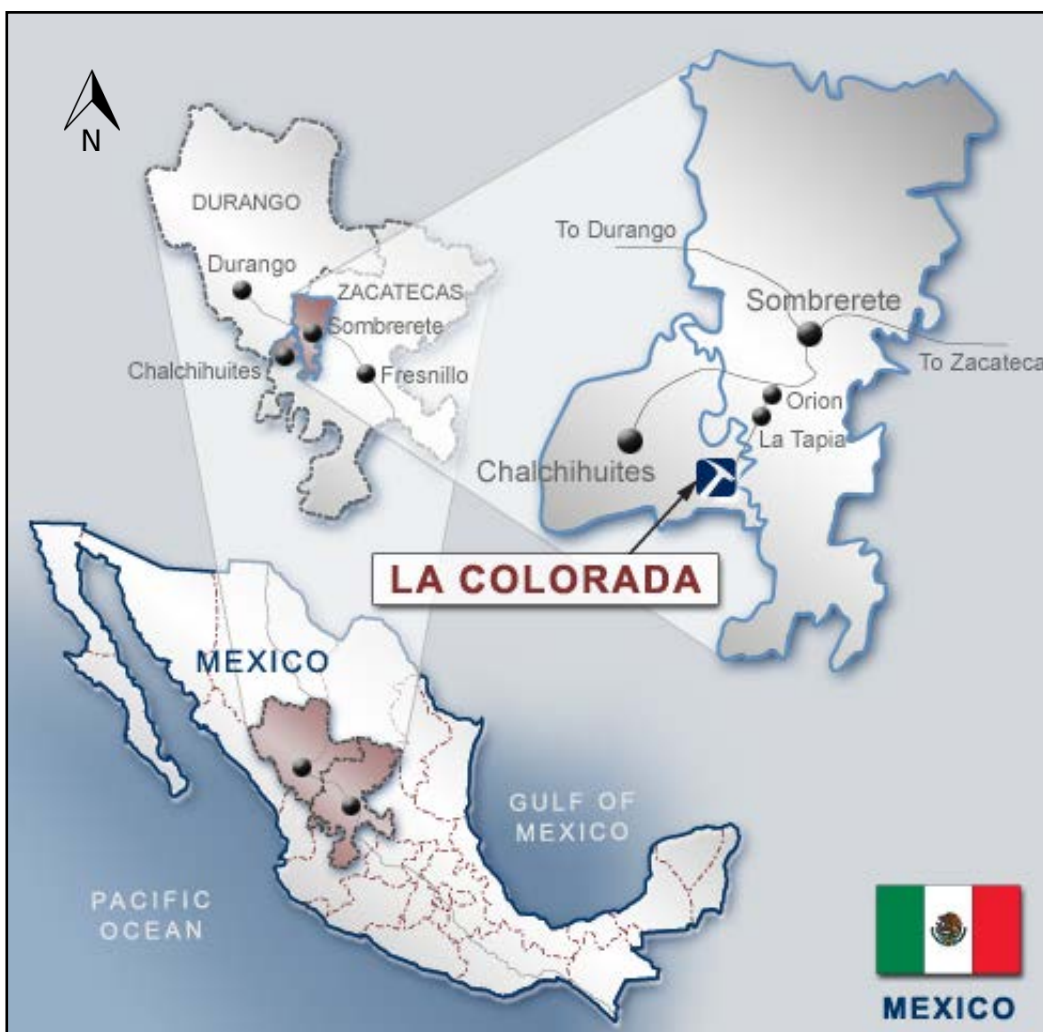 N
DURANGO
Durango
ZACATECAS
Sombrerete
Chalchihuites
Fresnillo
To Durango
Sombrerete
To Zacateca
Orion
La Tapia
Chalchihuites
LA COLORADA
MEXICO
GULF OF
MEXICO
PACIFIC
OCEAN
MEXICO